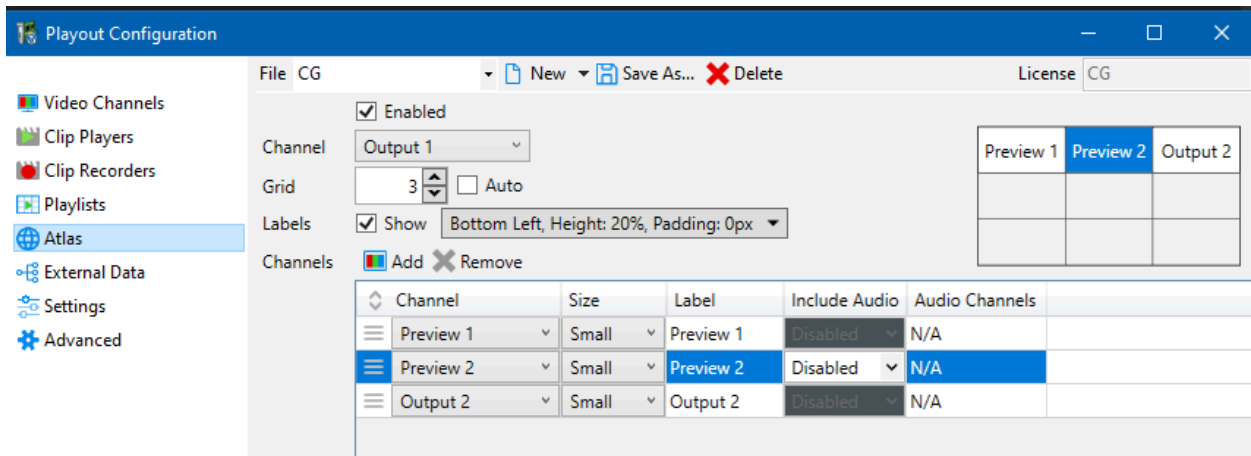 Playout Configuration
File CG New Save As... Delete License CG
Video Channels
Clip Players
Clip Recorders
Playlists
Atlas
External Data
Settings
Advanced
Enabled
Channel Output 1
Grid 3 Auto
Labels Show Bottom Left, Height: 20%, Padding: 0px
Channels Add Remove
Preview 1 Preview 2 Output 2
Channel Size Label Include Audio Audio Channels
Preview 1 Small Preview 1 Disabled N/A
Preview 2 Small Preview 2 Disabled N/A
Output 2 Small Output 2 Disabled N/A